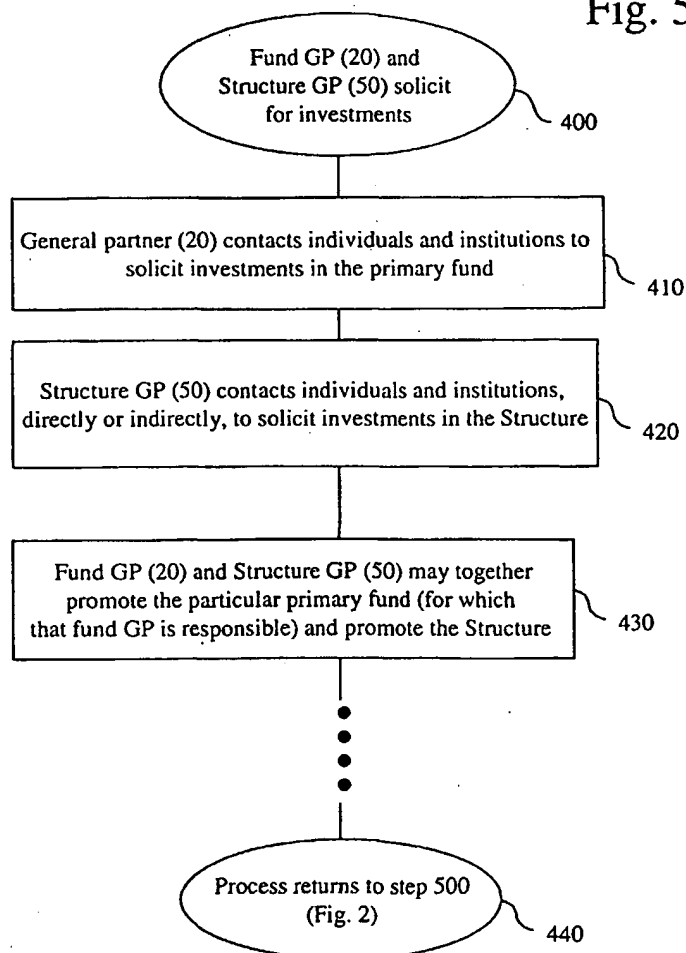 Fig. 5
Fund GP (20) and
Structure GP (50) solicit
for investments
400
General partner (20) contacts individuals and institutions to
solicit investments in the primary fund
410
Structure GP (50) contacts individuals and institutions,
directly or indirectly, to solicit investments in the Structure
420
Fund GP (20) and Structure GP (50) may together
promote the particular primary fund (for which
that fund GP is responsible) and promote the Structure
430
Process returns to step 500
(Fig. 2)
440